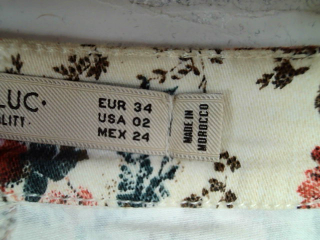 LUC·
LITY·
EUR 34
USA 02
MEX 24
MADE IN
MOROCCO